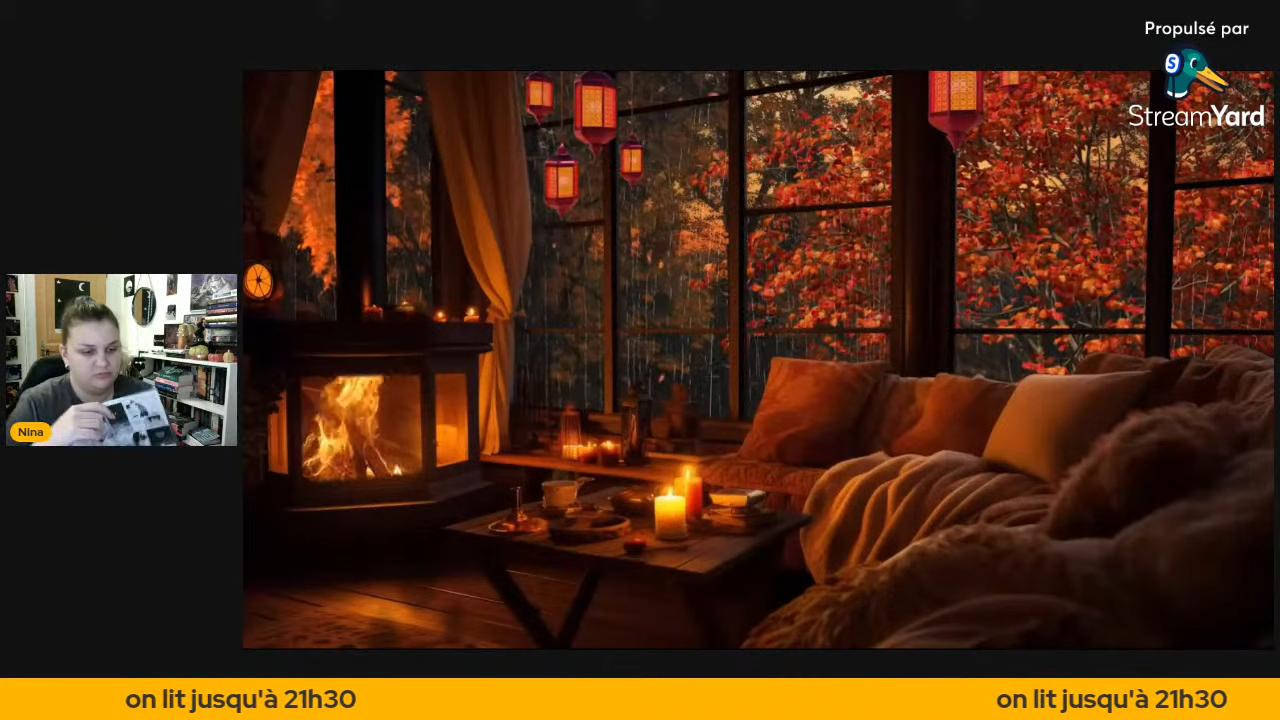 Propulsé par
StreamYard
Nina
on lit jusqu'à 21h30
on lit jusqu'à 21h30